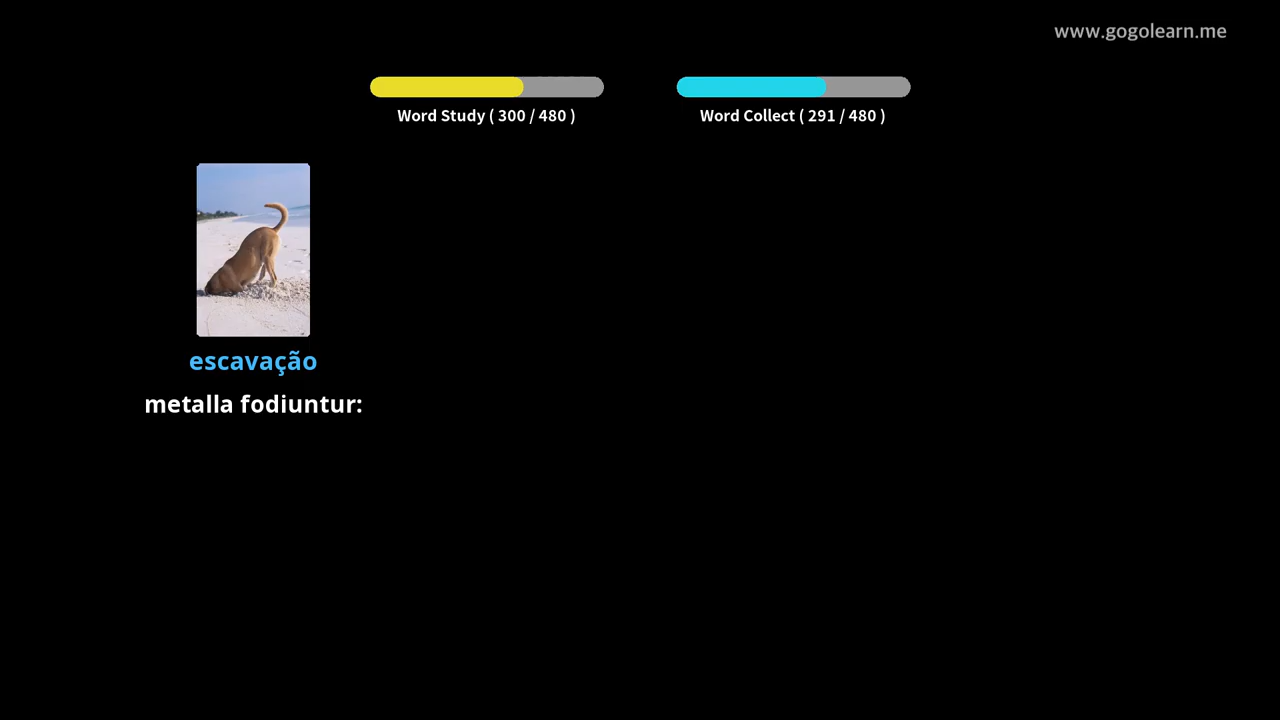 www.gogolearn.me
Word Study ( 300 / 480 )
Word Collect ( 291 / 480 )
escavação
metalla fodiuntur: